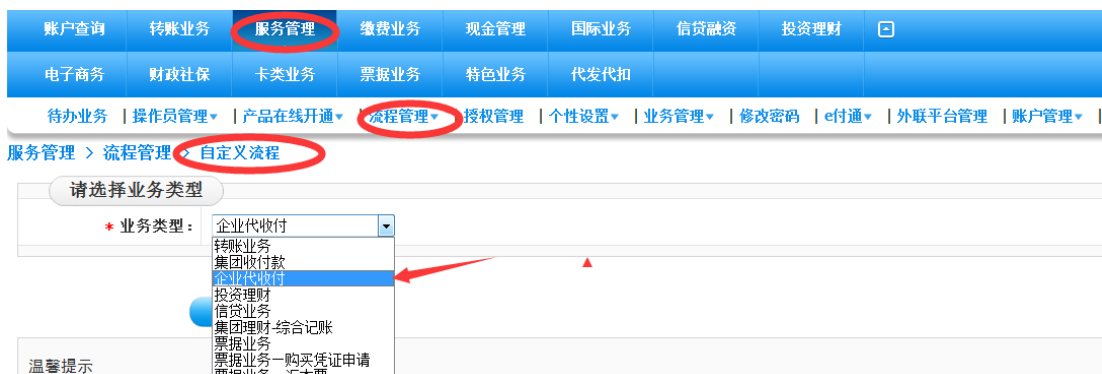 账户查询 转账业务 服务管理 缴费业务 现金管理 国际业务 信贷融资 投资理财
电子商务 财政社保 卡类业务 票据业务 特色业务 代发代扣
待办业务 | 操作员管理▾ | 产品在线开通▾ | 流程管理▾ | 授权管理 | 个性设置▾ | 业务管理▾ | 修改密码 | e付通▾ | 外联平台管理 | 账户管理▾ |
服务管理 > 流程管理 > 自定义流程
请选择业务类型
* 业务类型： 企业代收付
转账业务
集团收付款
企业代收付
投资理财
信贷业务
集团理财-综合记账
票据业务
票据业务一购买凭证申请
温馨提示